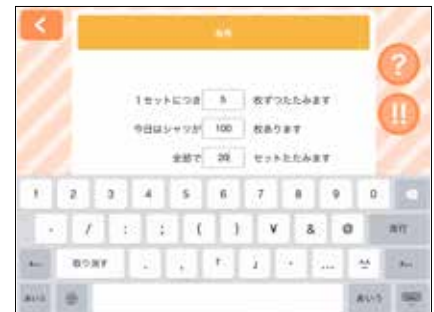 1セットにつき 5 枚ずつたたみます
今日はシャツが 100 枚あります
全部で 20 セットたたみます
?
!!
1 2 3 4 5 6 7 8 9 0
- / : ; ( ) ¥ & @ 改行
取り消す 、 「 」 · … ^^
あいう あいう